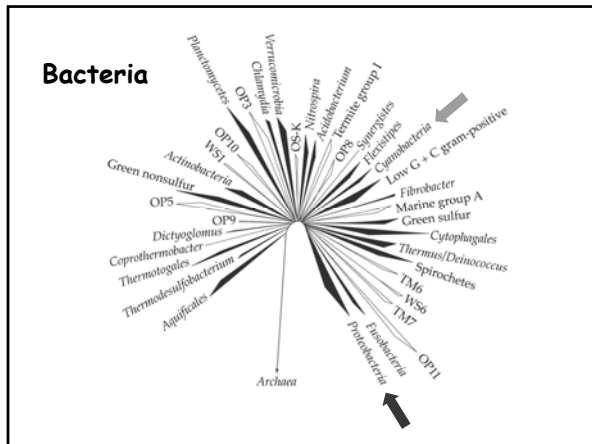 Bacteria
Planctomycetes
OP3
Chlamydia
Verrucomicrobia
OS-K
Nitrospira
Acidobacterium
Termite group I
OP8
Synergistes
Flexistipes
Cyanobacteria
Low G + C gram-positive
Fibrobacter
Marine group A
Green sulfur
Cytophagales
Thermus/Deinococcus
Spirochetes
TM6
WS6
TM7
OP11
Fusobacteria
Proteobacteria
Archaea
Aquificales
Thermodesulfobacterium
Thermotogales
Coprothermobacter
Dictyoglomus
OP9
OP5
Green nonsulfur
Actinobacteria
WS1
OP10